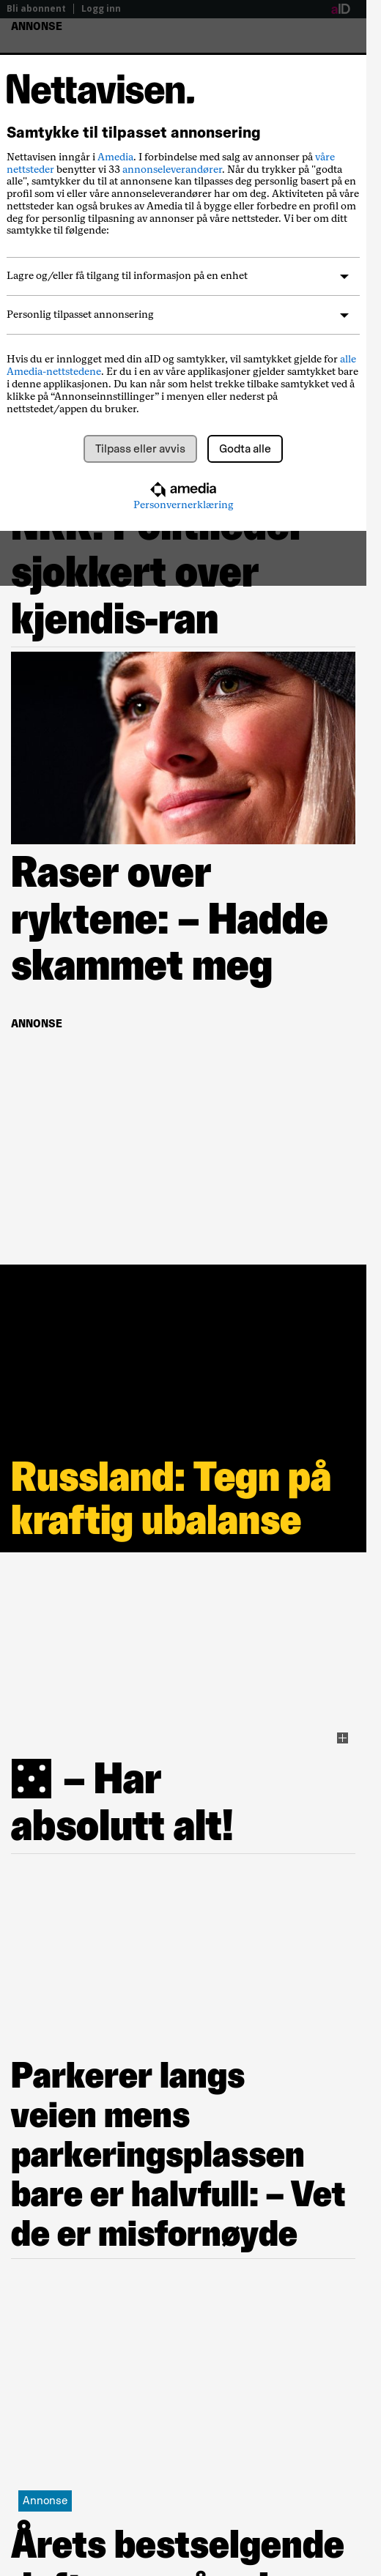 Bli abonnent | Logg inn
aID
ANNONSE
Nettavisen.
Samtykke til tilpasset annonsering
Nettavisen inngår i Amedia. I forbindelse med salg av annonser på våre
nettsteder benytter vi 33 annonseleverandører. Når du trykker på "godta
alle", samtykker du til at annonsene kan tilpasses deg personlig basert på en
profil om deg som vi eller våre annonseleverandører har om deg. Aktiviteten på våre
nettsteder kan også brukes av Amedia til å bygge eller forbedre en profil om
deg for personlig tilpasning av annonser på våre nettsteder. Vi ber om ditt
samtykke til følgende:
Lagre og/eller få tilgang til informasjon på en enhet
Personlig tilpasset annonsering
Hvis du er innlogget med din aID og samtykker, vil samtykket gjelde for alle
Amedia-nettstedene. Er du i en av våre applikasjoner gjelder samtykket bare
i denne applikasjonen. Du kan når som helst trekke tilbake samtykket ved å
klikke på “Annonseinnstillinger” i menyen eller nederst på
nettstedet/appen du bruker.
Tilpass eller avvis
Godta alle
amedia
Personvernerklæring
sjokkert over
kjendis-ran
Raser over
ryktene: – Hadde
skammet meg
ANNONSE
Russland: Tegn på
kraftig ubalanse
– Har
absolutt alt!
Parkerer langs
veien mens
parkeringsplassen
bare er halvfull: – Vet
de er misfornøyde
Annonse
Årets bestselgende